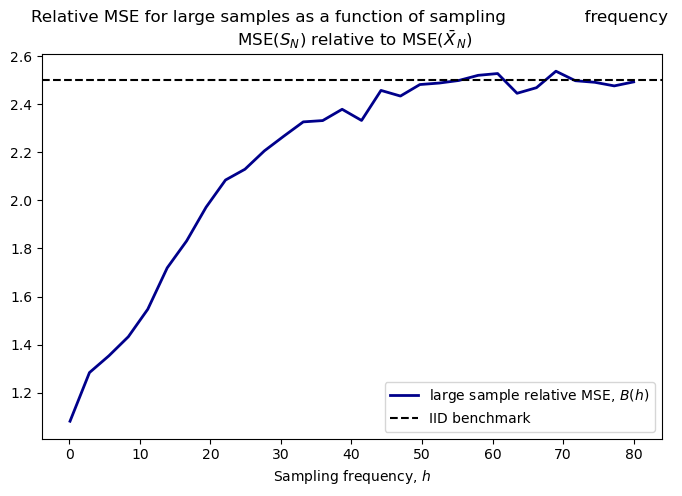 Relative MSE for large samples as a function of sampling frequency
MSE(S_N) relative to MSE(X̄_N)
2.6
2.4
2.2
2.0
1.8
1.6
1.4
1.2
large sample relative MSE, B(h)
IID benchmark
0 10 20 30 40 50 60 70 80
Sampling frequency, h